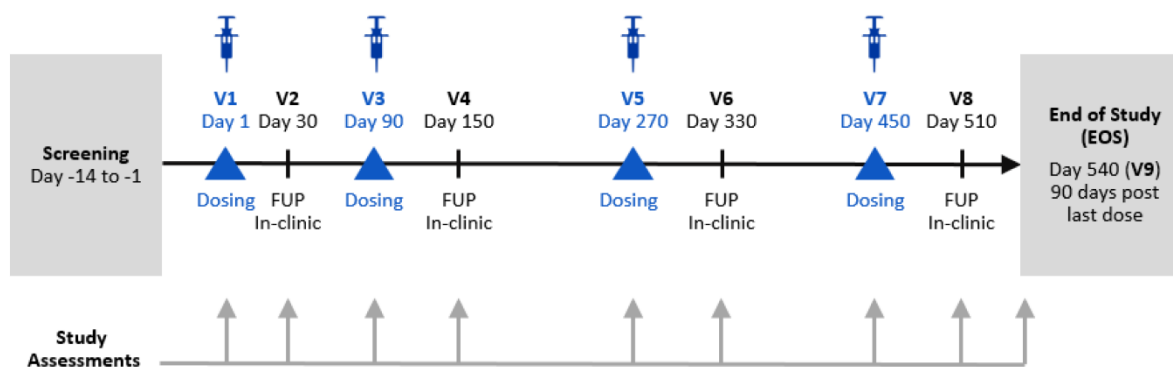 V1
Day 1
V2
Day 30
V3
Day 90
V4
Day 150
V5
Day 270
V6
Day 330
V7
Day 450
V8
Day 510
Screening
Day -14 to -1
End of Study
(EOS)
Day 540 (V9)
90 days post
last dose
Dosing
FUP
In-clinic
Dosing
FUP
In-clinic
Dosing
FUP
In-clinic
Dosing
FUP
In-clinic
Study
Assessments